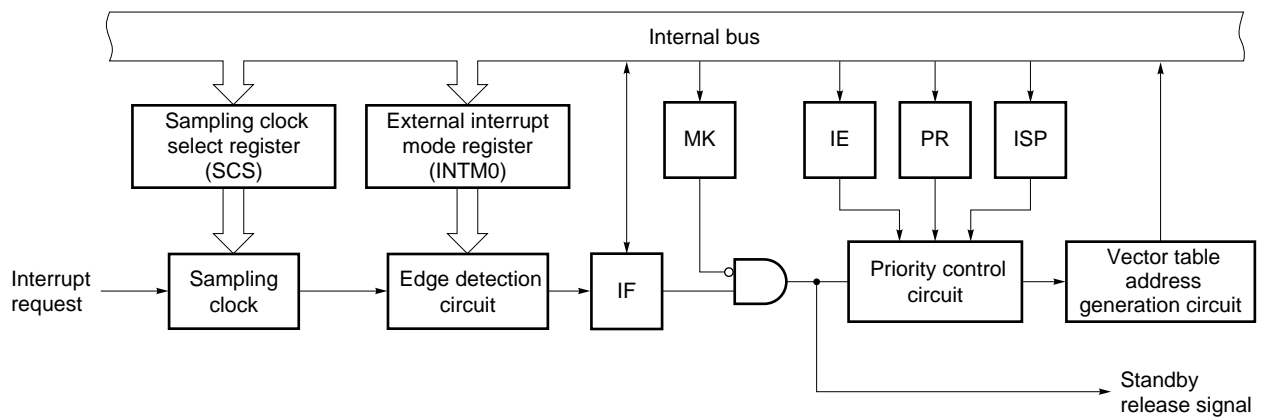 Internal bus
Sampling clock
select register
(SCS)
External interrupt
mode register
(INTM0)
MK
IE
PR
ISP
Interrupt
request
Sampling
clock
Edge detection
circuit
IF
Priority control
circuit
Vector table
address
generation circuit
Standby
release signal